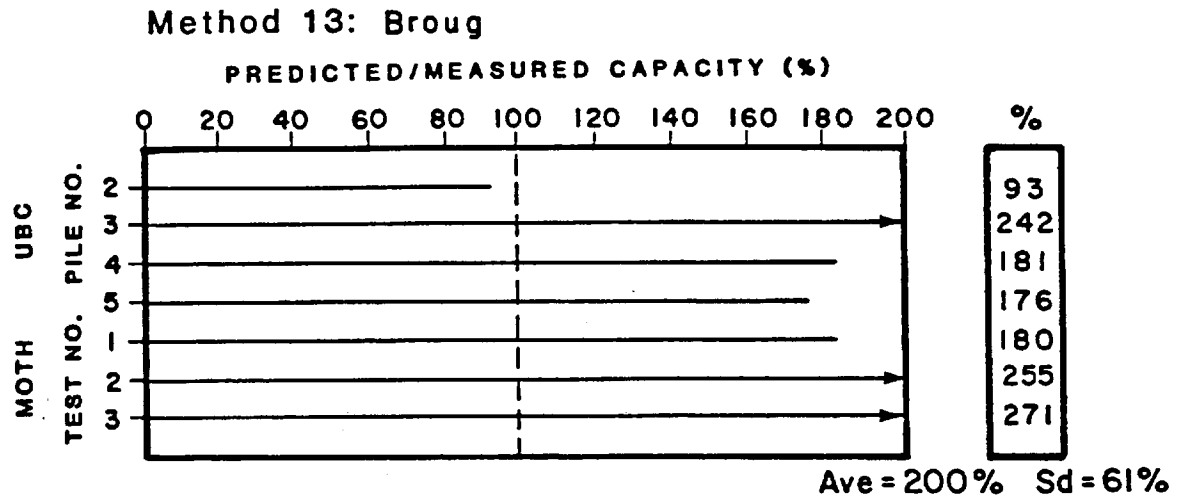 Method 13: Broug
PREDICTED/MEASURED CAPACITY (%)
0 20 40 60 80 100 120 140 160 180 200 %
UBC
PILE NO.
2 93
3 242
4 181
5 176
MOTH
TEST NO.
1 180
2 255
3 271
Ave = 200% Sd = 61%